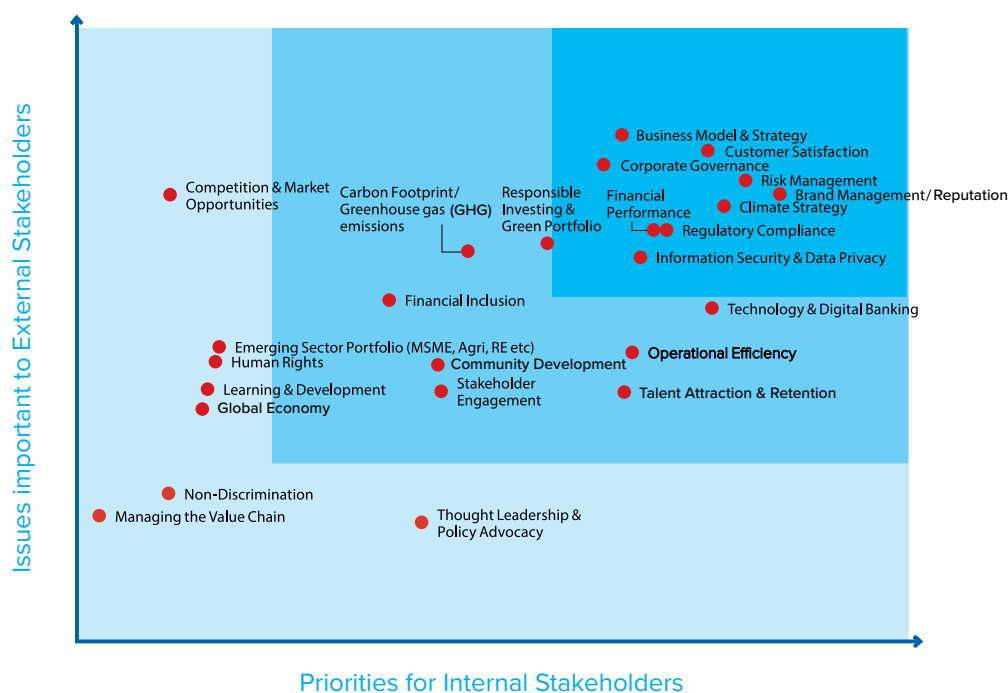 Issues important to External Stakeholders
Business Model & Strategy
Customer Satisfaction
Corporate Governance
Risk Management
Brand Management/ Reputation
Climate Strategy
Competition & Market
Opportunities
Carbon Footprint/
Greenhouse gas (GHG)
emissions
Responsible
Investing &
Green Portfolio
Financial
Performance
Regulatory Compliance
Information Security & Data Privacy
Financial Inclusion
Technology & Digital Banking
Emerging Sector Portfolio (MSME, Agri, RE etc)
Human Rights
Community Development
Operational Efficiency
Learning & Development
Stakeholder
Engagement
Talent Attraction & Retention
Global Economy
Non-Discrimination
Managing the Value Chain
Thought Leadership &
Policy Advocacy
Priorities for Internal Stakeholders